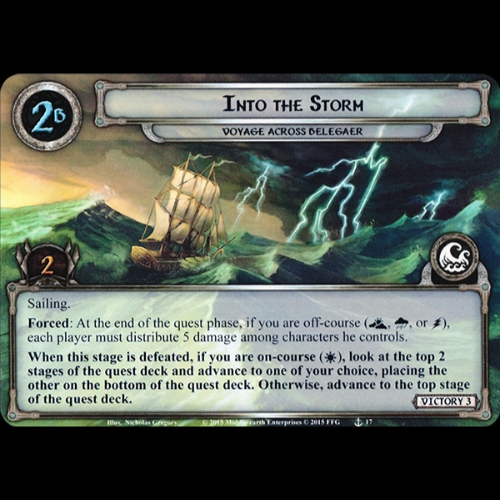 2B
INTO THE STORM
VOYAGE ACROSS BELEGAER
2
Sailing.
Forced: At the end of the quest phase, if you are off-course (, , or ),
each player must distribute 5 damage among characters he controls.
When this stage is defeated, if you are on-course (), look at the top 2
stages of the quest deck and advance to one of your choice, placing the
other on the bottom of the quest deck. Otherwise, advance to the top stage
of the quest deck.
VICTORY 3
Illus. Nicholas Gregory © 2015 Middle-earth Enterprises © 2015 FFG 17